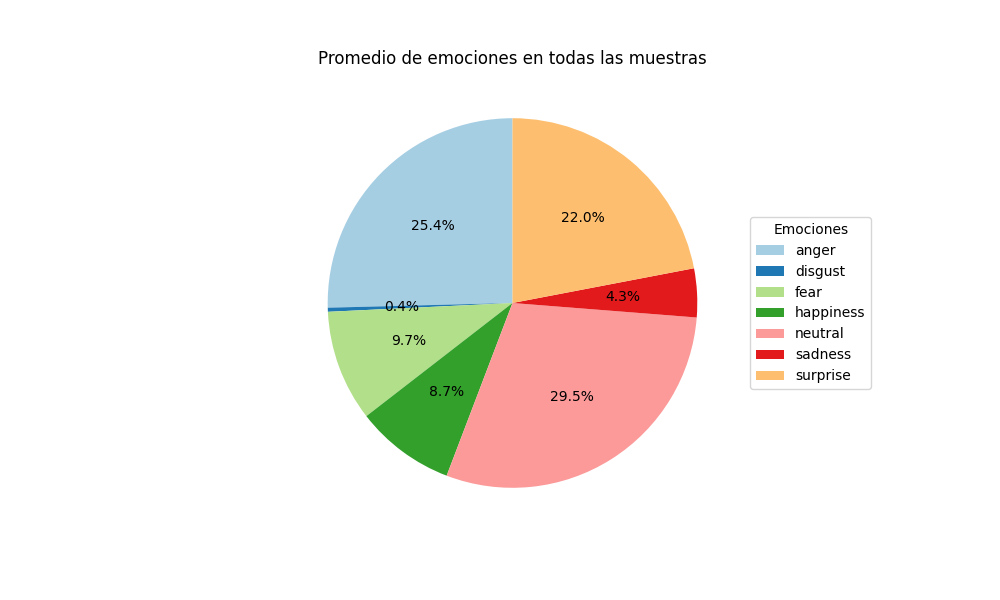 Promedio de emociones en todas las muestras
25.4%
22.0%
0.4%
4.3%
9.7%
8.7%
29.5%
Emociones
anger
disgust
fear
happiness
neutral
sadness
surprise